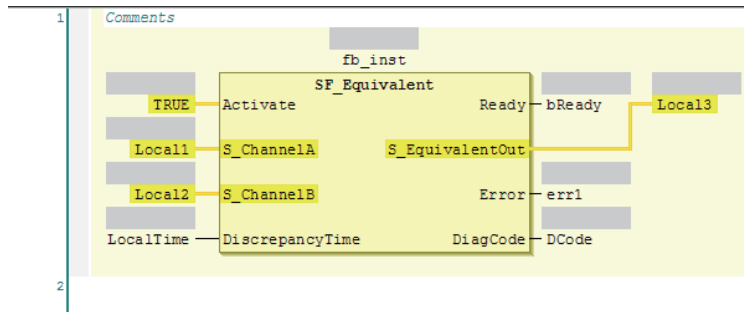 1 Comments
fb_inst
SF_Equivalent
TRUE Activate Ready bReady Local3
Local1 S_ChannelA S_EquivalentOut
Local2 S_ChannelB Error err1
LocalTime DiscrepancyTime DiagCode DCode
2